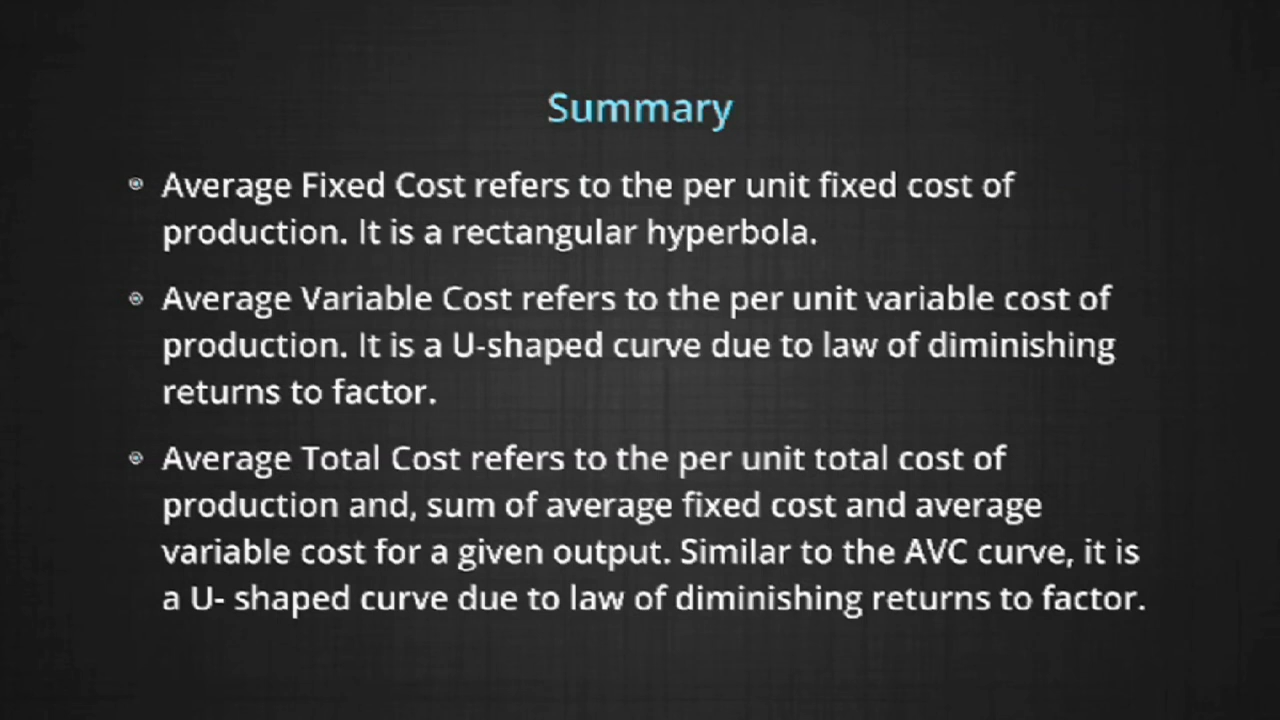 Summary
Average Fixed Cost refers to the per unit fixed cost of
production. It is a rectangular hyperbola.
Average Variable Cost refers to the per unit variable cost of
production. It is a U-shaped curve due to law of diminishing
returns to factor.
Average Total Cost refers to the per unit total cost of
production and, sum of average fixed cost and average
variable cost for a given output. Similar to the AVC curve, it is
a U- shaped curve due to law of diminishing returns to factor.